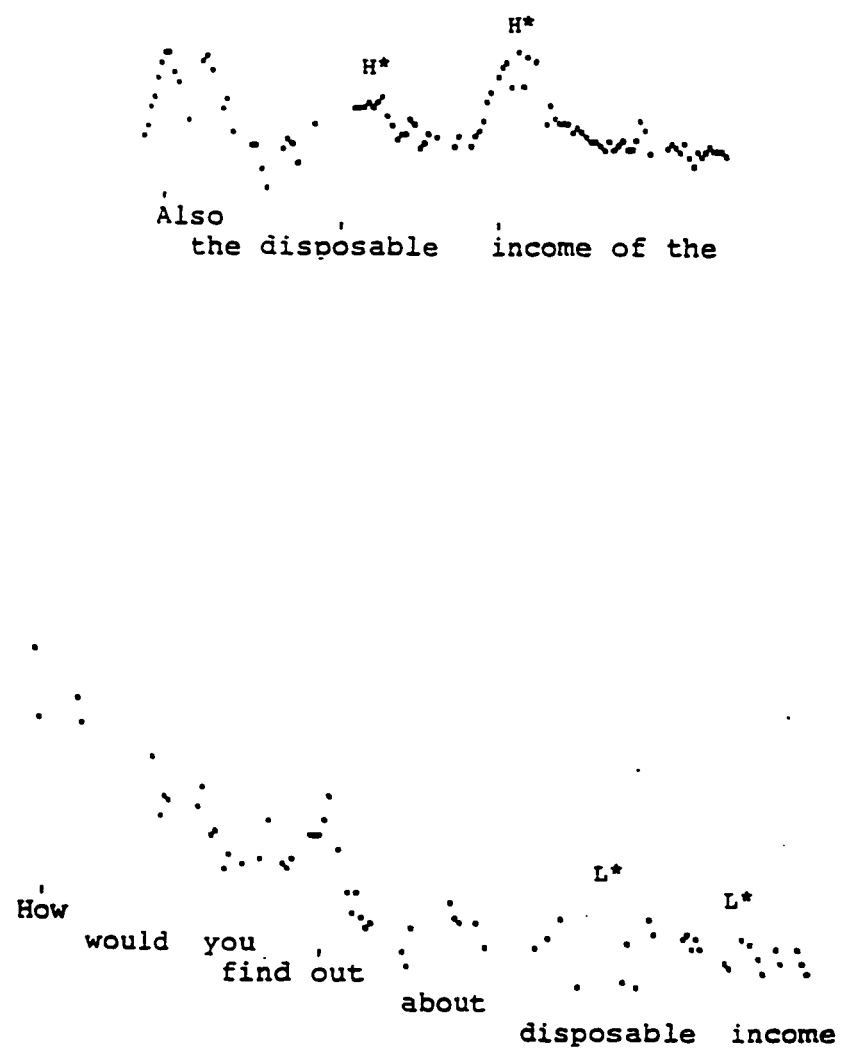 H*
H*
Also
the disposable income of the
L*
L*
How
would you
find out
about
disposable income